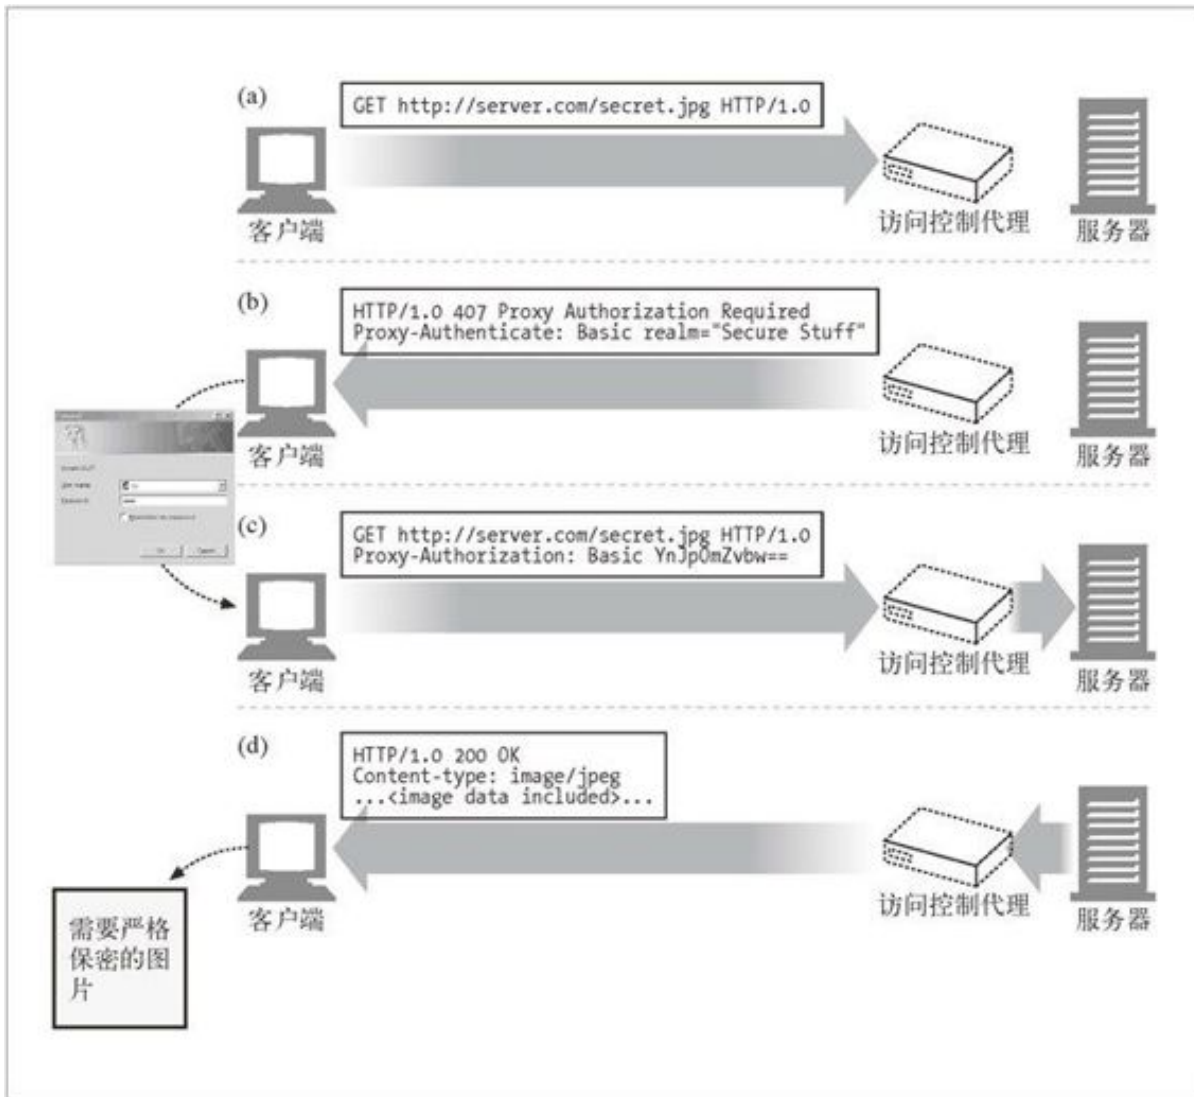 (a)
GET http://server.com/secret.jpg HTTP/1.0
客户端
访问控制代理
服务器
(b)
HTTP/1.0 407 Proxy Authorization Required
Proxy-Authenticate: Basic realm="Secure Stuff"
客户端
访问控制代理
服务器
(c)
GET http://server.com/secret.jpg HTTP/1.0
Proxy-Authorization: Basic YnJpOmZvbw==
客户端
访问控制代理
服务器
(d)
HTTP/1.0 200 OK
Content-type: image/jpeg
...<image data included>...
客户端
访问控制代理
服务器
需要严格
保密的图
片